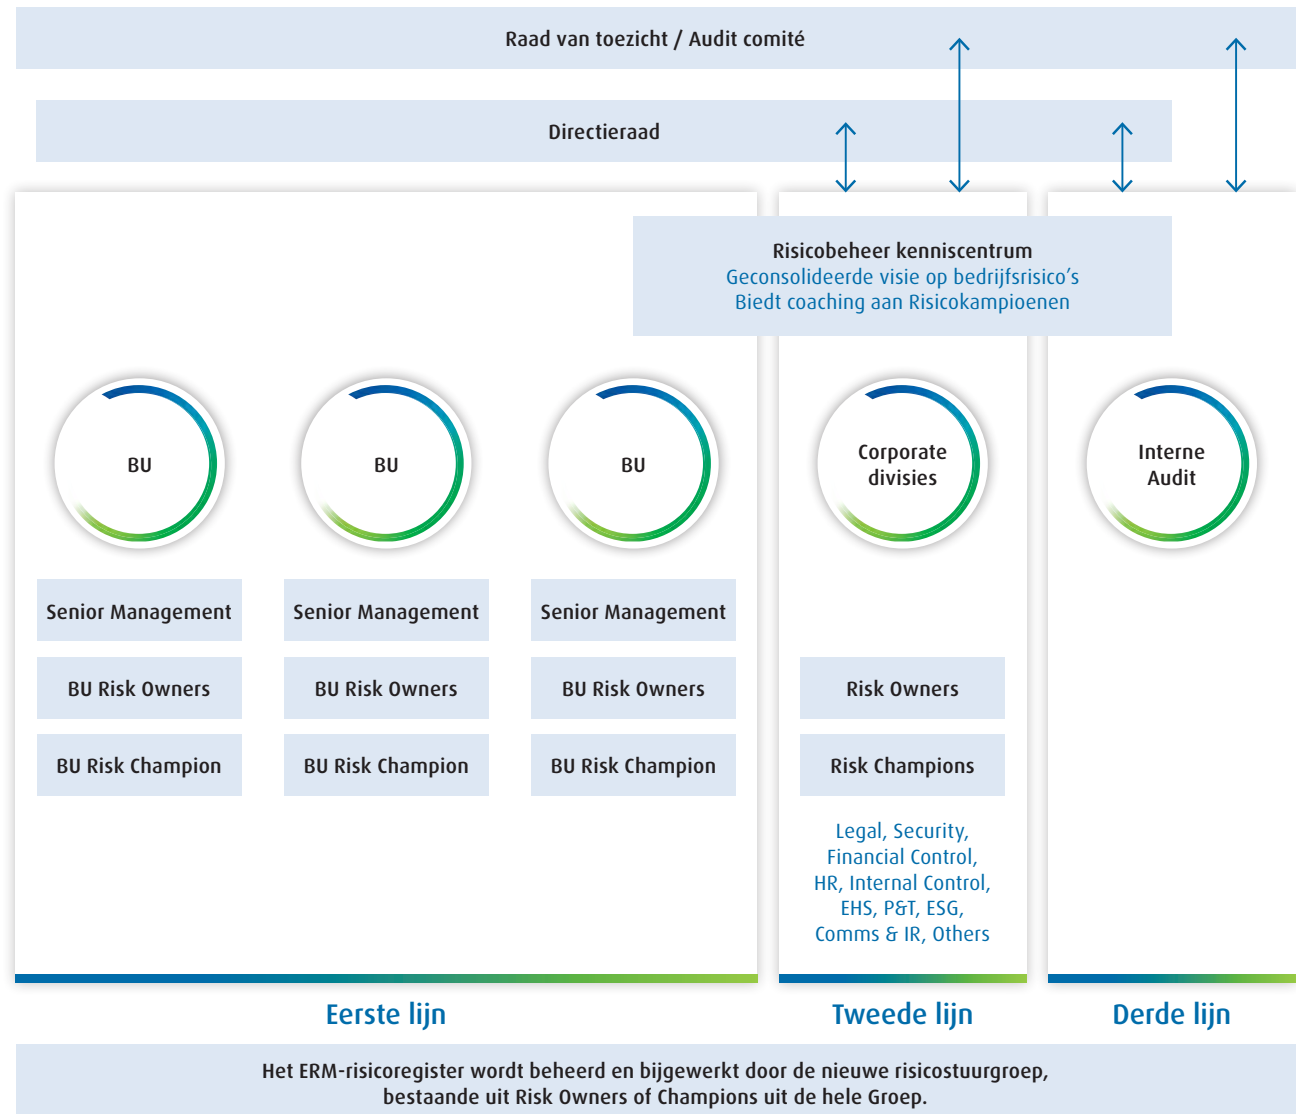 Raad van toezicht / Audit comité
Directieraad
Risicobeheer kenniscentrum
Geconsolideerde visie op bedrijfsrisico’s
Biedt coaching aan Risicokampioenen
BU
BU
BU
Corporate
divisies
Interne
Audit
Senior Management
Senior Management
Senior Management
BU Risk Owners
BU Risk Owners
BU Risk Owners
Risk Owners
BU Risk Champion
BU Risk Champion
BU Risk Champion
Risk Champions
Legal, Security,
Financial Control,
HR, Internal Control,
EHS, P&T, ESG,
Comms & IR, Others
Eerste lijn
Tweede lijn
Derde lijn
Het ERM-risicoregister wordt beheerd en bijgewerkt door de nieuwe risicostuurgroep,
bestaande uit Risk Owners of Champions uit de hele Groep.